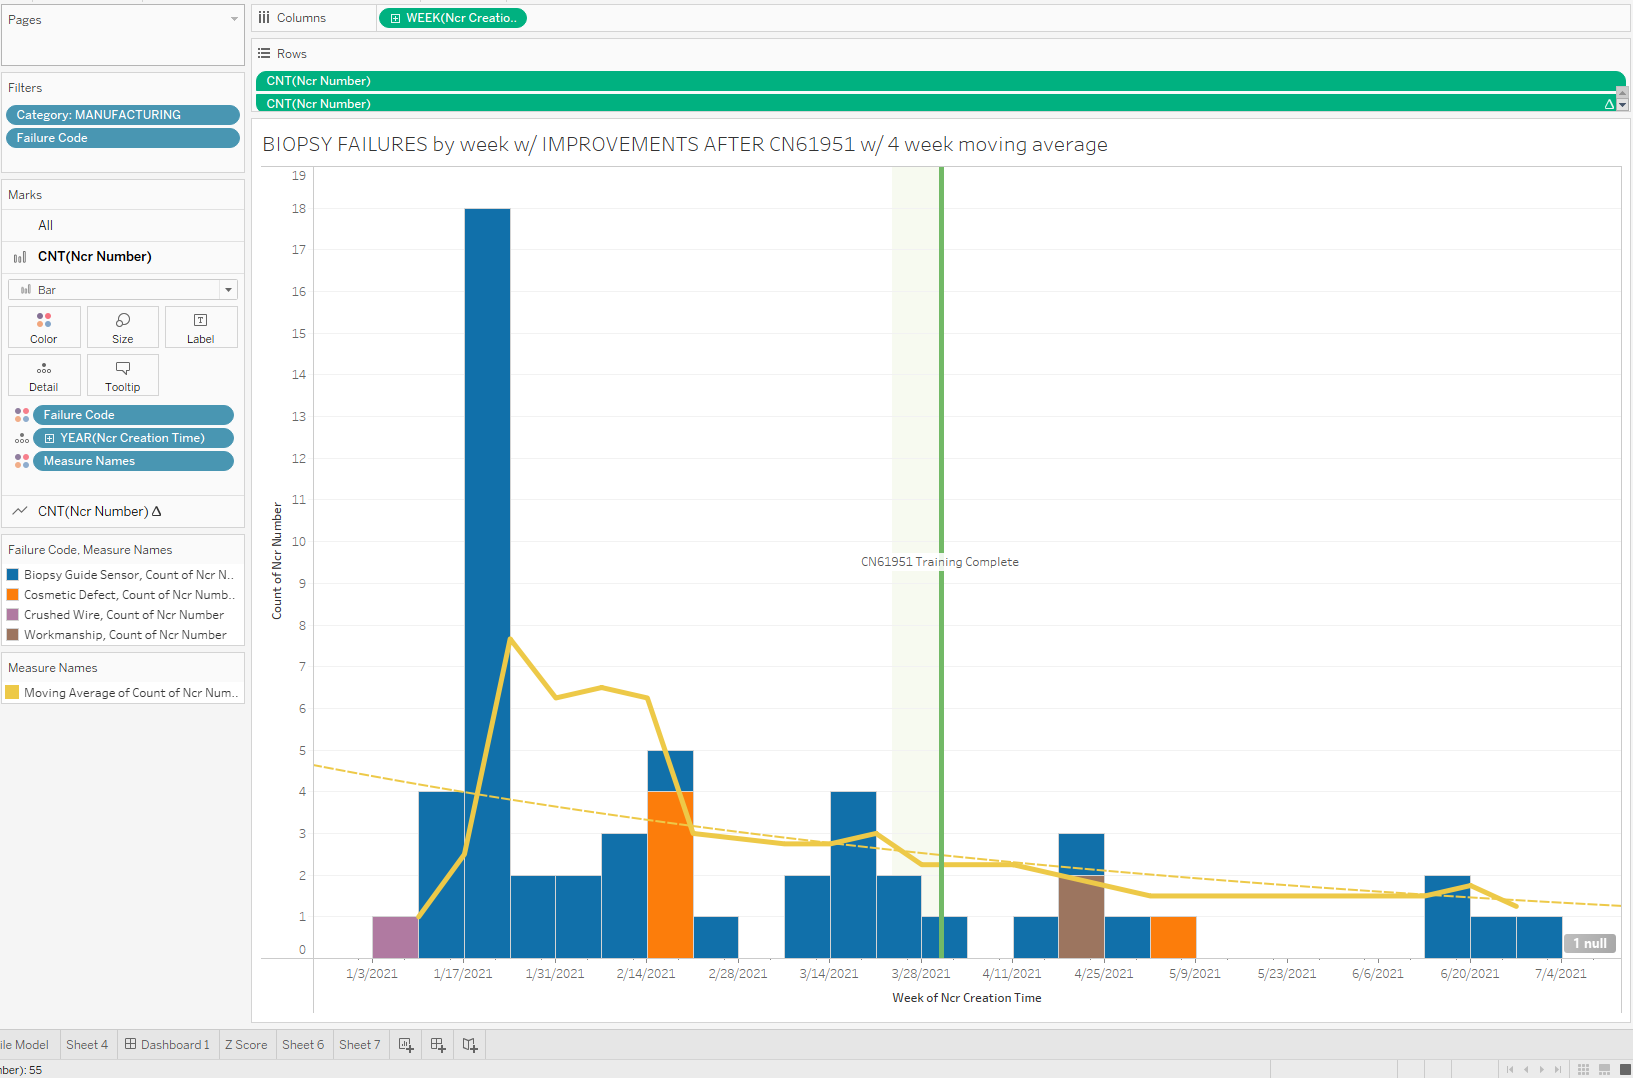 Pages
Columns
WEEK(Ncr Creatio..
Rows
CNT(Ncr Number)
CNT(Ncr Number) Δ
Filters
Category: MANUFACTURING
Failure Code
Marks
All
CNT(Ncr Number)
Bar
Color
Size
T
Label
Detail
Tooltip
Failure Code
YEAR(Ncr Creation Time)
Measure Names
CNT(Ncr Number) Δ
Failure Code, Measure Names
Biopsy Guide Sensor, Count of Ncr N..
Cosmetic Defect, Count of Ncr Numb..
Crushed Wire, Count of Ncr Number
Workmanship, Count of Ncr Number
Measure Names
Moving Average of Count of Ncr Num..
BIOPSY FAILURES by week w/ IMPROVEMENTS AFTER CN61951 w/ 4 week moving average
19
18
17
16
15
14
13
12
11
10
9
8
7
6
5
4
3
2
1
0
Count of Ncr Number
CN61951 Training Complete
1 null
1/3/2021
1/17/2021
1/31/2021
2/14/2021
2/28/2021
3/14/2021
3/28/2021
4/11/2021
4/25/2021
5/9/2021
5/23/2021
6/6/2021
6/20/2021
7/4/2021
Week of Ncr Creation Time
ile Model
Sheet 4
Dashboard 1
Z Score
Sheet 6
Sheet 7
nber): 55